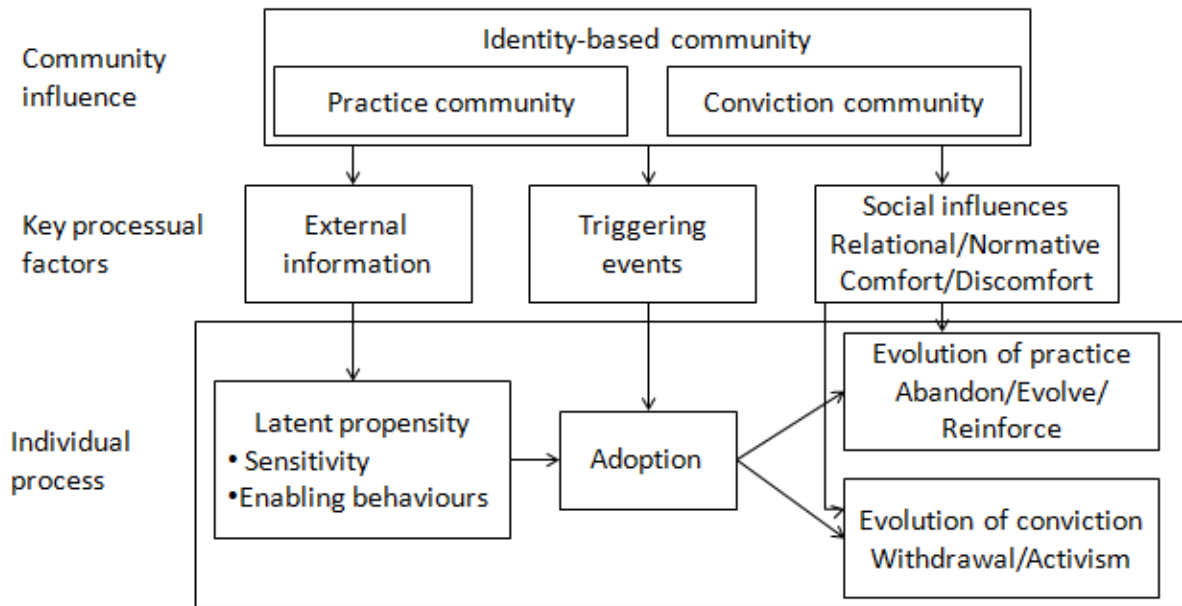 Community
influence
Identity-based community
Practice community
Conviction community
Key processual
factors
External
information
Triggering
events
Social influences
Relational/Normative
Comfort/Discomfort
Individual
process
Latent propensity
• Sensitivity
•Enabling behaviours
Adoption
Evolution of practice
Abandon/Evolve/
Reinforce
Evolution of conviction
Withdrawal/Activism